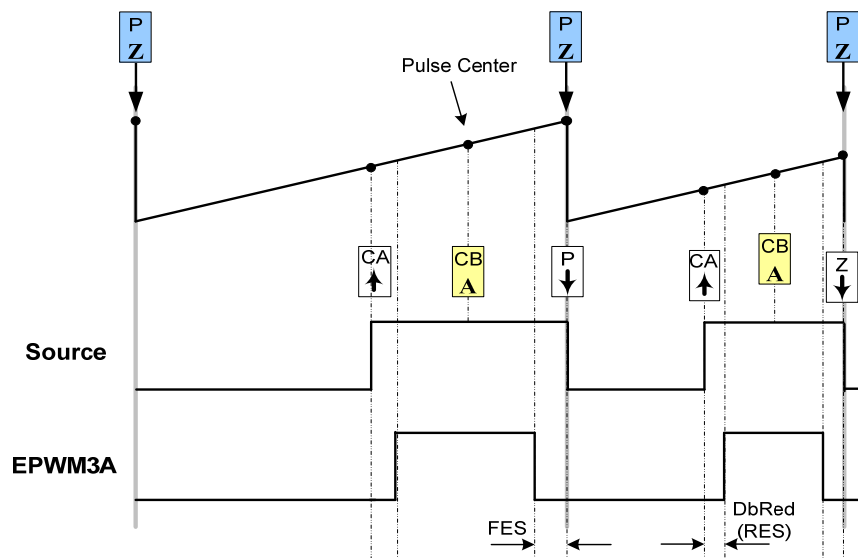 P
Z
P
Z
P
Z
Pulse Center
CA
CB
A
P
CA
CB
A
Z
Source
EPWM3A
FES
DbRed
(RES)